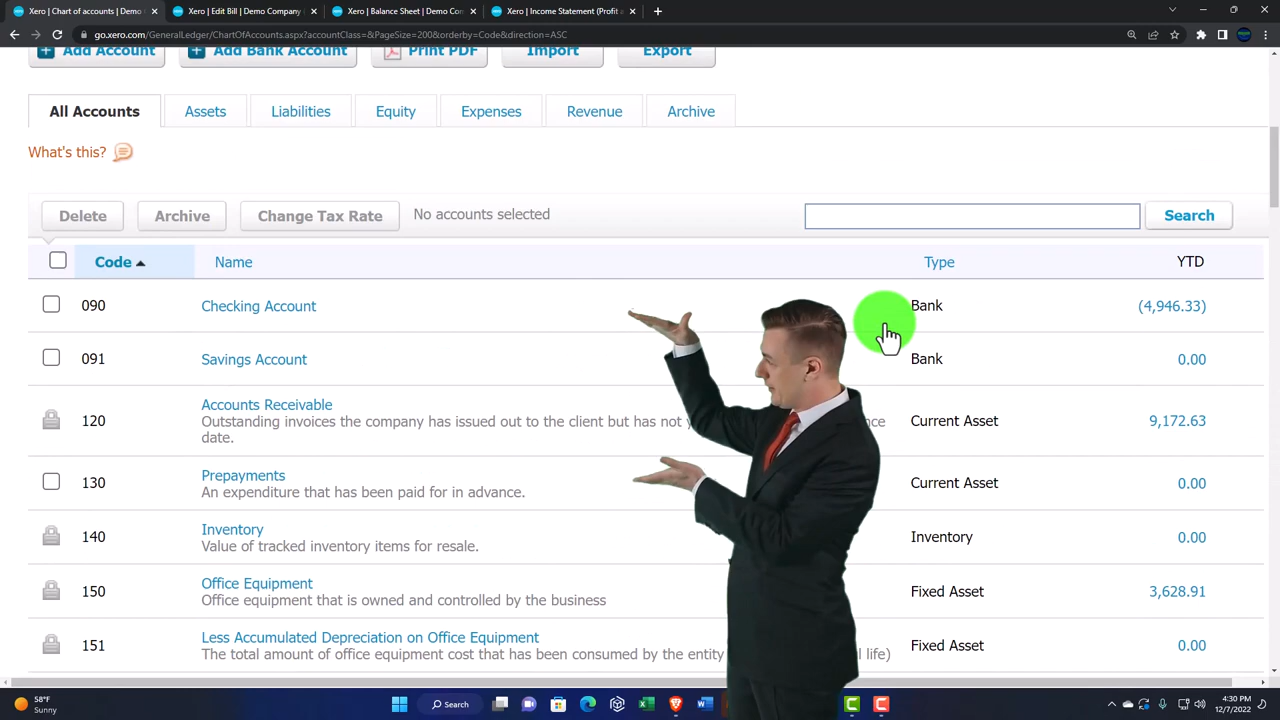 Xero | Chart of accounts | Demo
Xero | Edit Bill | Demo Company (
Xero | Balance Sheet | Demo Con
Xero | Income Statement (Profit a
go.xero.com/GeneralLedger/ChartOfAccounts.aspx?accountClass=&PageSize=200&orderBy=Code&direction=ASC
Add Account
Add Bank Account
Print PDF
Import
Export
All Accounts
Assets
Liabilities
Equity
Expenses
Revenue
Archive
What's this?
Delete
Archive
Change Tax Rate
No accounts selected
Search
Code
Name
Type
YTD
090
Checking Account
Bank
(4,946.33)
091
Savings Account
Bank
0.00
120
Accounts Receivable
Outstanding invoices the company has issued out to the client but has not
date.
Current Asset
9,172.63
130
Prepayments
An expenditure that has been paid for in advance.
Current Asset
0.00
140
Inventory
Value of tracked inventory items for resale.
Inventory
0.00
150
Office Equipment
Office equipment that is owned and controlled by the business
Fixed Asset
3,628.91
151
Less Accumulated Depreciation on Office Equipment
The total amount of office equipment cost that has been consumed by the entity life)
Fixed Asset
0.00
58°F
Sunny
Search
4:30 PM
12/7/2022